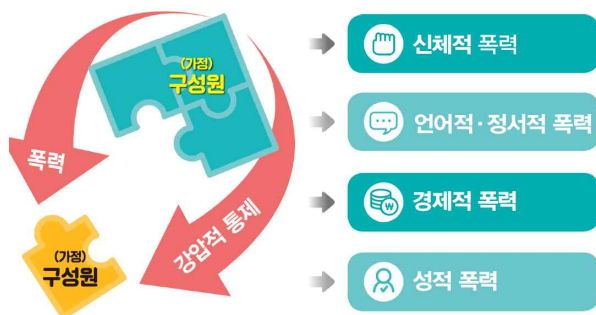 (가정)
구성원
폭력
강압적 통제
(가정)
구성원
신체적 폭력
언어적·정서적 폭력
경제적 폭력
₩
성적 폭력